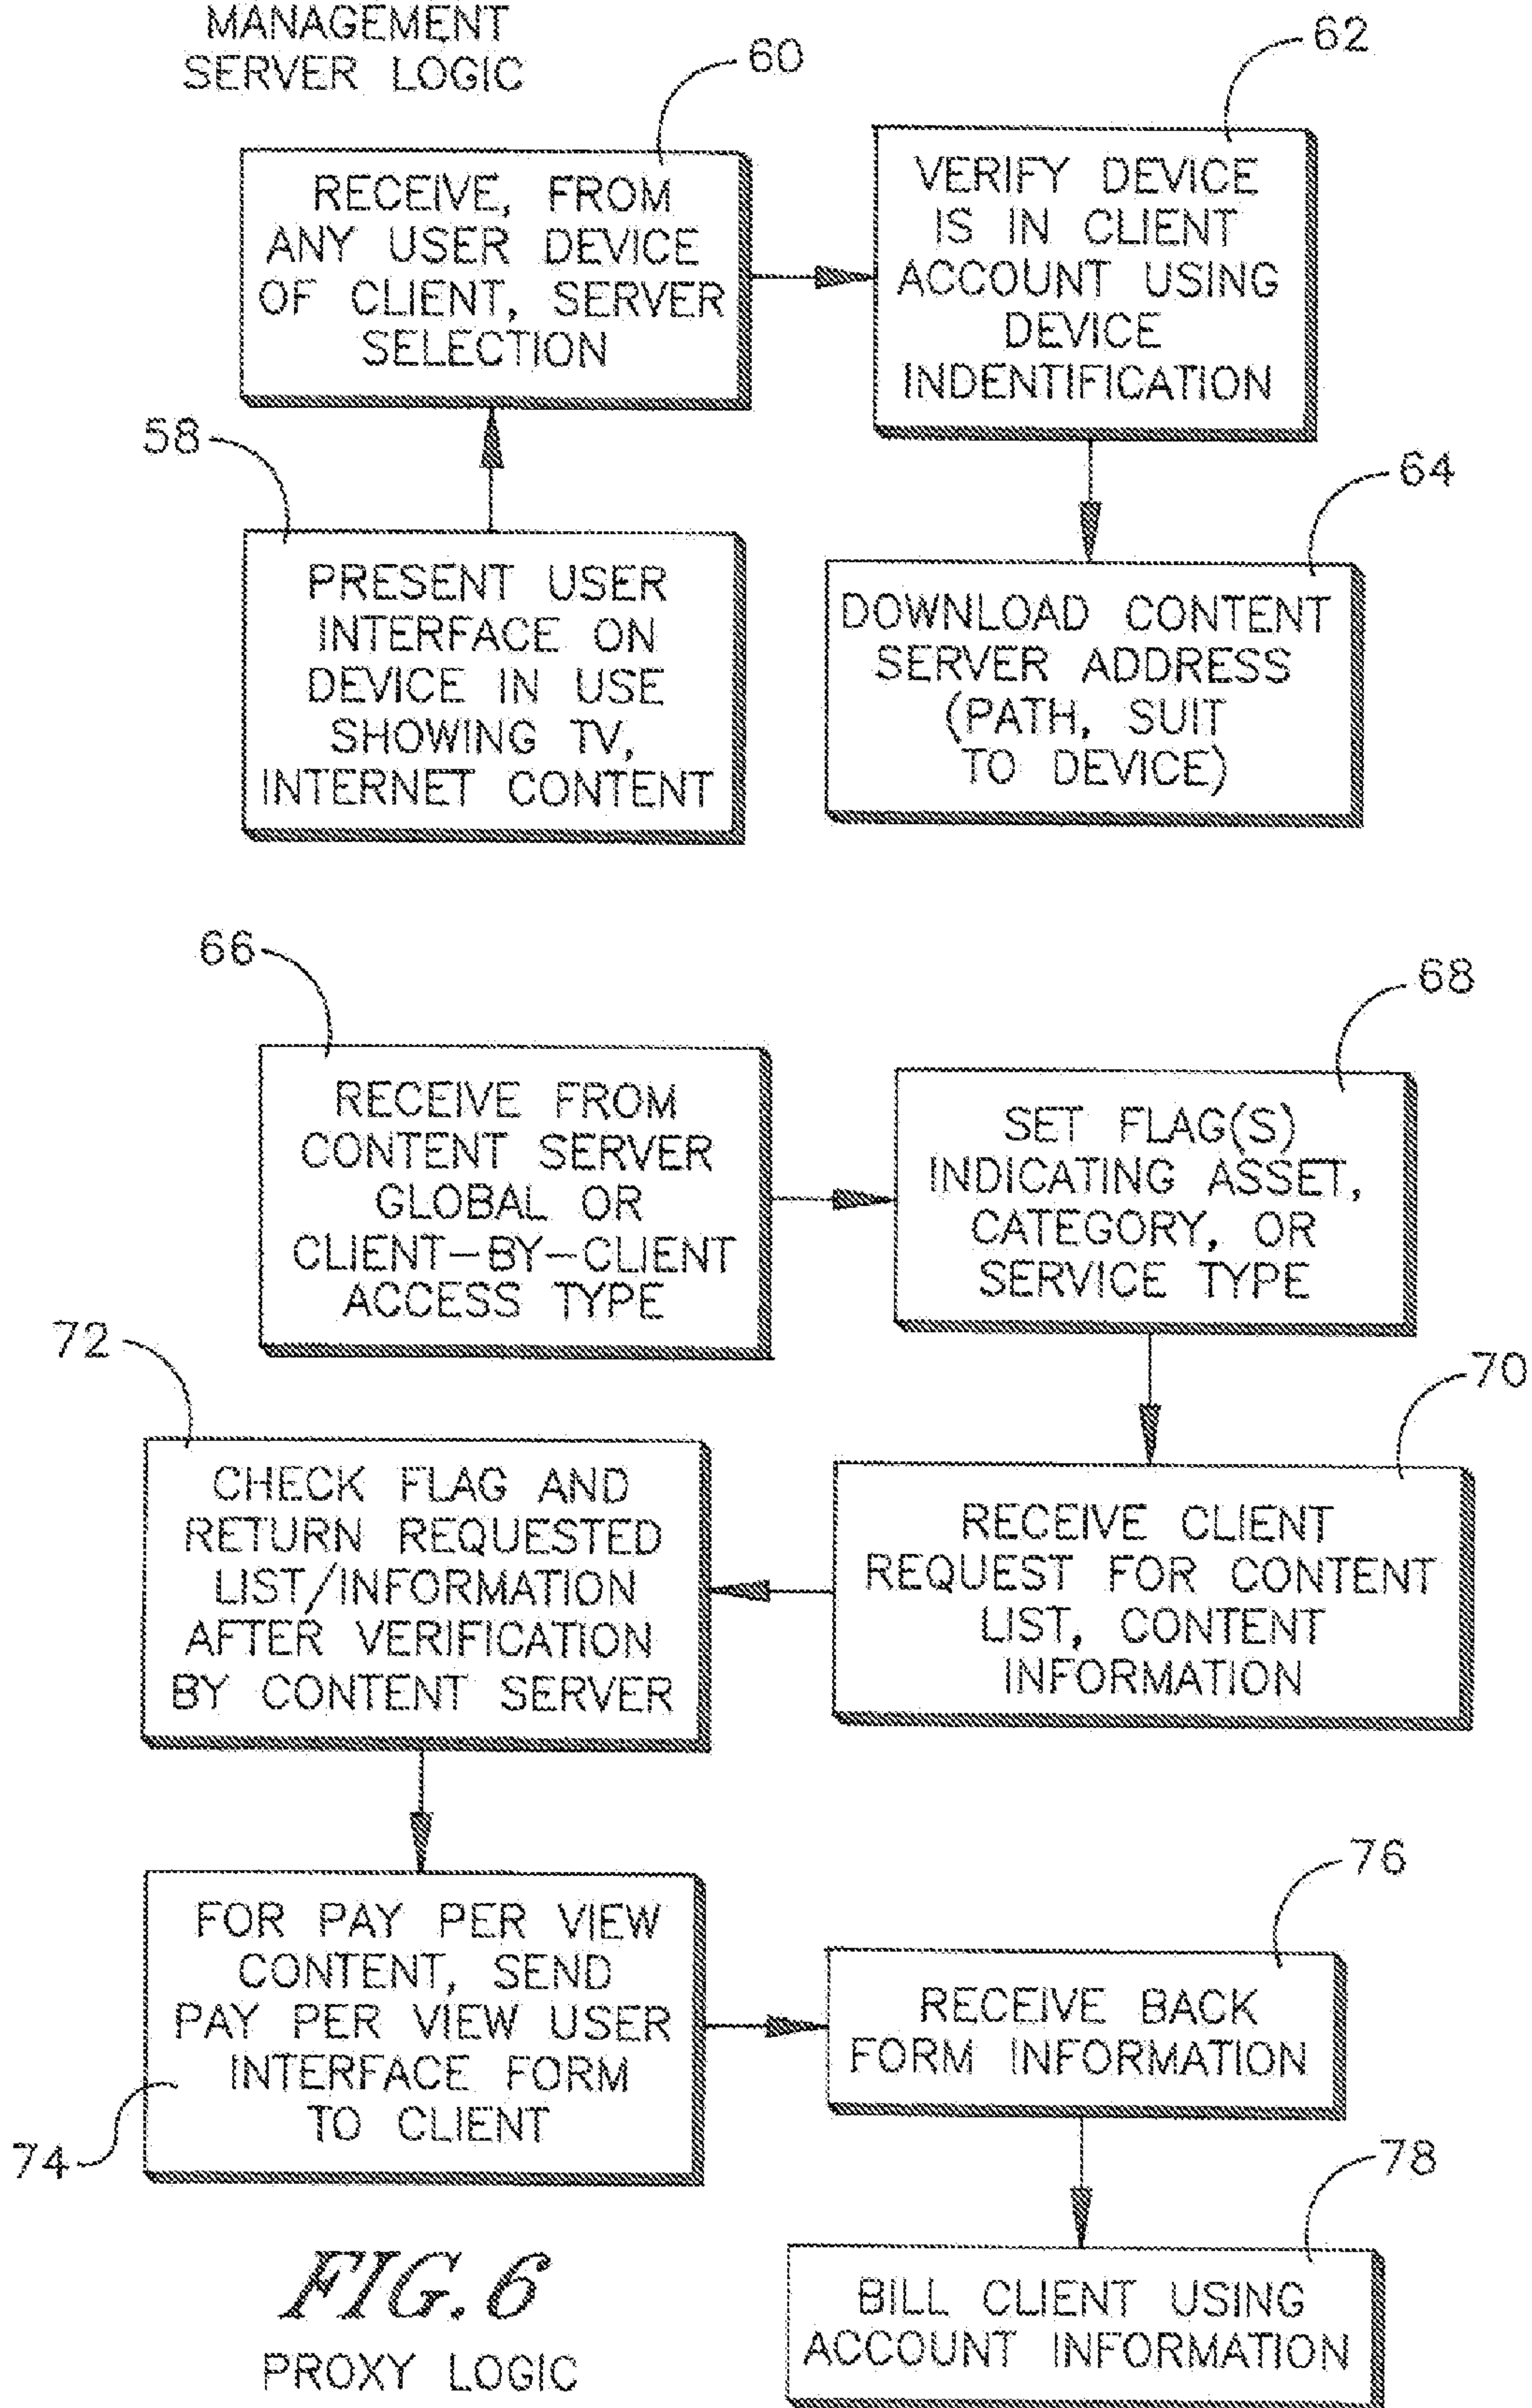 MANAGEMENT
SERVER LOGIC
60
RECEIVE, FROM
ANY USER DEVICE
OF CLIENT, SERVER
SELECTION
62
VERIFY DEVICE
IS IN CLIENT
ACCOUNT USING
DEVICE
INDENTIFICATION
58
PRESENT USER
INTERFACE ON
DEVICE IN USE
SHOWING TV,
INTERNET CONTENT
64
DOWNLOAD CONTENT
SERVER ADDRESS
(PATH, SUIT
TO DEVICE)
66
RECEIVE FROM
CONTENT SERVER
GLOBAL OR
CLIENT-BY-CLIENT
ACCESS TYPE
68
SET FLAG(S)
INDICATING ASSET,
CATEGORY, OR
SERVICE TYPE
72
CHECK FLAG AND
RETURN REQUESTED
LIST/INFORMATION
AFTER VERIFICATION
BY CONTENT SERVER
70
RECEIVE CLIENT
REQUEST FOR CONTENT
LIST, CONTENT
INFORMATION
74
FOR PAY PER VIEW
CONTENT, SEND
PAY PER VIEW USER
INTERFACE FORM
TO CLIENT
76
RECEIVE BACK
FORM INFORMATION
78
BILL CLIENT USING
ACCOUNT INFORMATION
FIG. 6
PROXY LOGIC